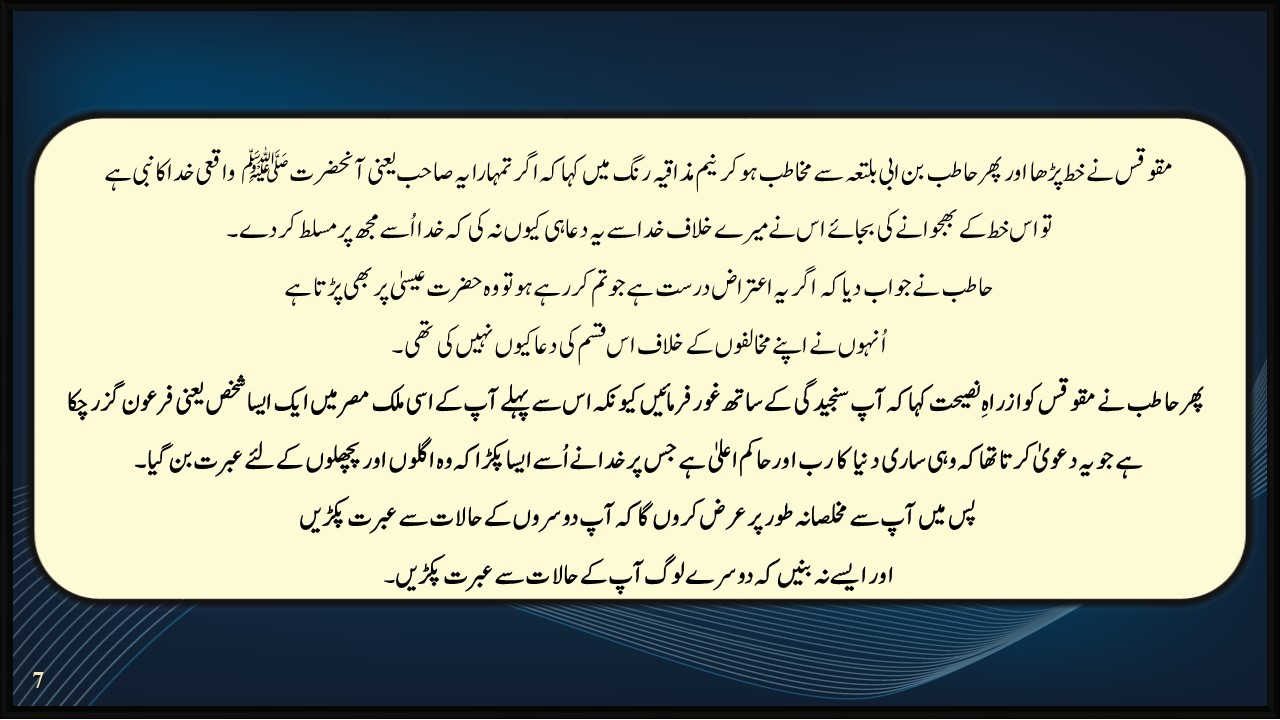 مقوقس نے خط پڑھا اور پھر حاطب بن ابی بلتعہ سے مخاطب ہو کر نیم مذاقیہ رنگ میں کہا کہ اگر تمہارا یہ صاحب یعنی آنحضرت ﷺ واقعی خدا کا نبی ہے
تو اس خط کے بھجوانے کی بجائے اس نے میرے خلاف خدا سے یہ دعا ہی کیوں نہ کی کہ خدا اُسے مجھ پر مسلط کر دے۔
حاطب نے جواب دیا کہ اگر یہ اعتراض درست ہے جو تم کر رہے ہو تو وہ حضرت عیسیٰ پر بھی پڑتا ہے
اُنہوں نے اپنے مخالفوں کے خلاف اس قسم کی دعا کیوں نہیں کی تھی۔
پھر حاطب نے مقوقس کو ازراہِ نصیحت کہا کہ آپ سنجیدگی کے ساتھ غور فرمائیں کیونکہ اس سے پہلے آپ کے اسی ملک مصر میں ایک ایسا شخص یعنی فرعون گزر چکا
ہے جو یہ دعویٰ کرتا تھا کہ وہی ساری دنیا کا رب اور حاکم اعلیٰ ہے جس پر خدا نے اُسے ایسا پکڑا کہ وہ اگلوں اور پچھلوں کے لئے عبرت بن گیا۔
پس میں آپ سے مخلصانہ طور پر عرض کروں گا کہ آپ دوسروں کے حالات سے عبرت پکڑیں
اور ایسے نہ بنیں کہ دوسرے لوگ آپ کے حالات سے عبرت پکڑیں۔
7